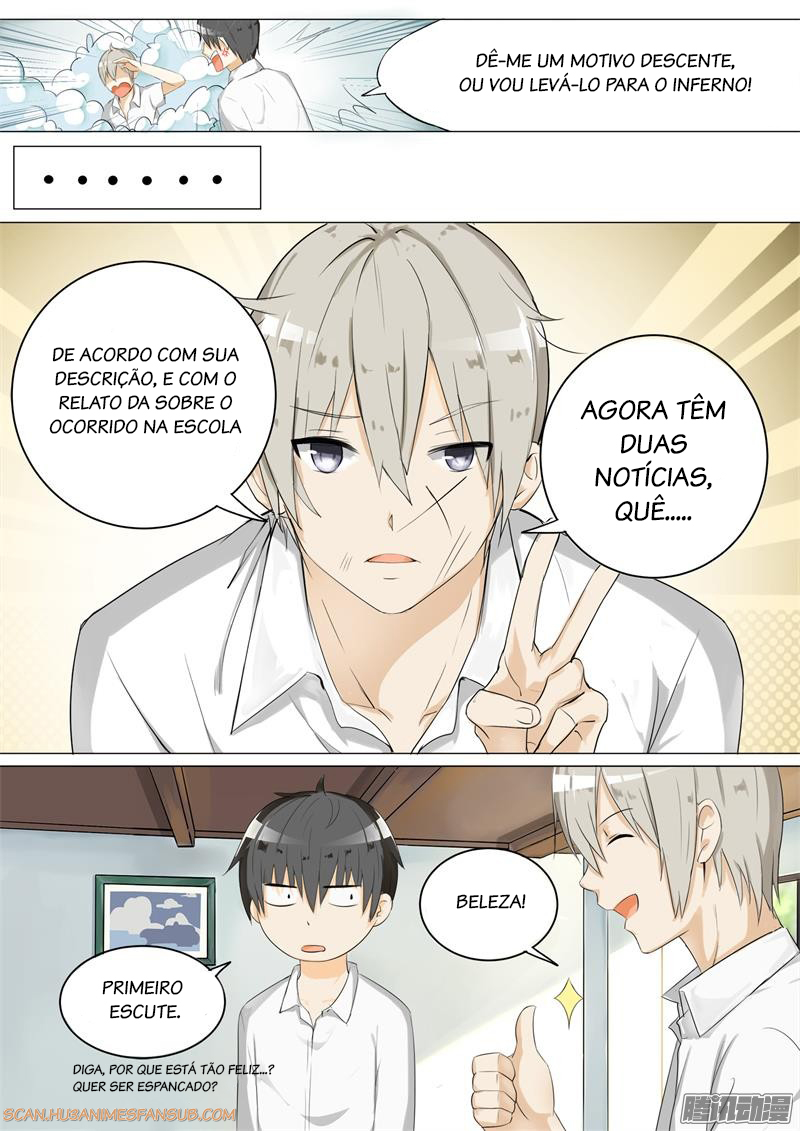 DÊ-ME UM MOTIVO DESCENTE,
OU VOU LEVÁ-LO PARA O INFERNO!
● ● ● ● ● ●
DE ACORDO COM SUA
DESCRIÇÃO, E COM O
RELATO DA SOBRE O
OCORRIDO NA ESCOLA
AGORA TÊM
DUAS
NOTÍCIAS,
QUÊ.....
BELEZA!
PRIMEIRO
ESCUTE.
DIGA, POR QUE ESTÁ TÃO FELIZ...?
QUER SER ESPANCADO?
SCAN.HUSANIMESFANSUB.COM
腾讯动漫